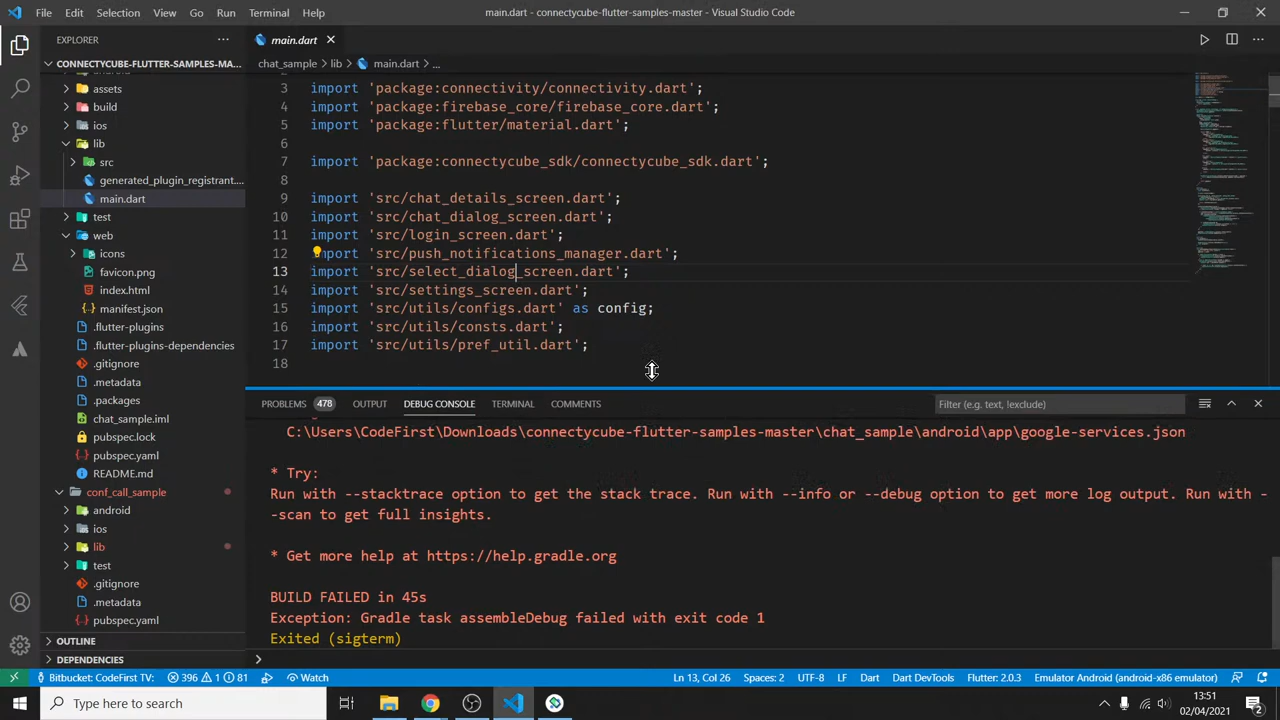 File Edit Selection View Go Run Terminal Help
main.dart - connectycube-flutter-samples-master - Visual Studio Code
EXPLORER
CONNECTYCUBE-FLUTTER-SAMPLES-MA...
android
assets
build
ios
lib
src
generated_plugin_registrant....
main.dart
test
web
icons
favicon.png
index.html
manifest.json
.flutter-plugins
.flutter-plugins-dependencies
.gitignore
.metadata
.packages
chat_sample.iml
pubspec.lock
pubspec.yaml
README.md
conf_call_sample
android
ios
lib
test
.gitignore
.metadata
pubspec.yaml
OUTLINE
DEPENDENCIES
main.dart
chat_sample > lib > main.dart > ...
2
3 import 'package:connectivity/connectivity.dart';
4 import 'package:firebase_core/firebase_core.dart';
5 import 'package:flutter/material.dart';
6
7 import 'package:connectycube_sdk/connectycube_sdk.dart';
8
9 import 'src/chat_details_screen.dart';
10 import 'src/chat_dialog_screen.dart';
11 import 'src/login_screen.dart';
12 import 'src/push_notifications_manager.dart';
13 import 'src/select_dialog_screen.dart';
14 import 'src/settings_screen.dart';
15 import 'src/utils/configs.dart' as config;
16 import 'src/utils/consts.dart';
17 import 'src/utils/pref_util.dart';
18
PROBLEMS 478 OUTPUT DEBUG CONSOLE TERMINAL COMMENTS
Filter (e.g. text, !exclude)
C:\Users\CodeFirst\Downloads\connectycube-flutter-samples-master\chat_sample\android\app\google-services.json
* Try:
Run with --stacktrace option to get the stack trace. Run with --info or --debug option to get more log output. Run with -
-scan to get full insights.
* Get more help at https://help.gradle.org
BUILD FAILED in 45s
Exception: Gradle task assembleDebug failed with exit code 1
Exited (sigterm)
Bitbucket: CodeFirst TV: 396 1 81 Watch
Ln 13, Col 26 Spaces: 2 UTF-8 LF Dart Dart DevTools Flutter: 2.0.3 Emulator Android (android-x86 emulator)
Type here to search
13:51
02/04/2021
2